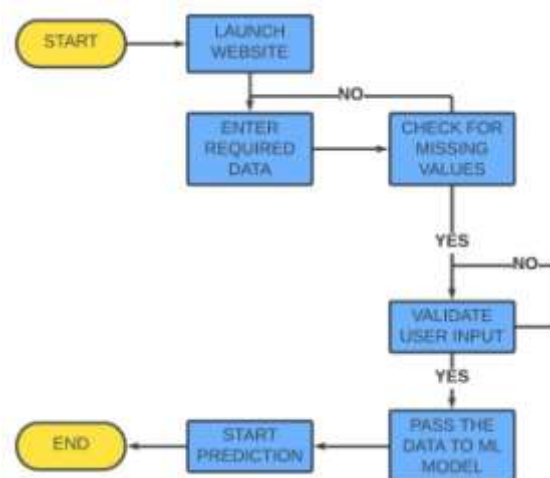 START
LAUNCH
WEBSITE
NO
ENTER
REQUIRED
DATA
CHECK FOR
MISSING
VALUES
YES
NO
VALIDATE
USER INPUT
YES
END
START
PREDICTION
PASS THE
DATA TO ML
MODEL